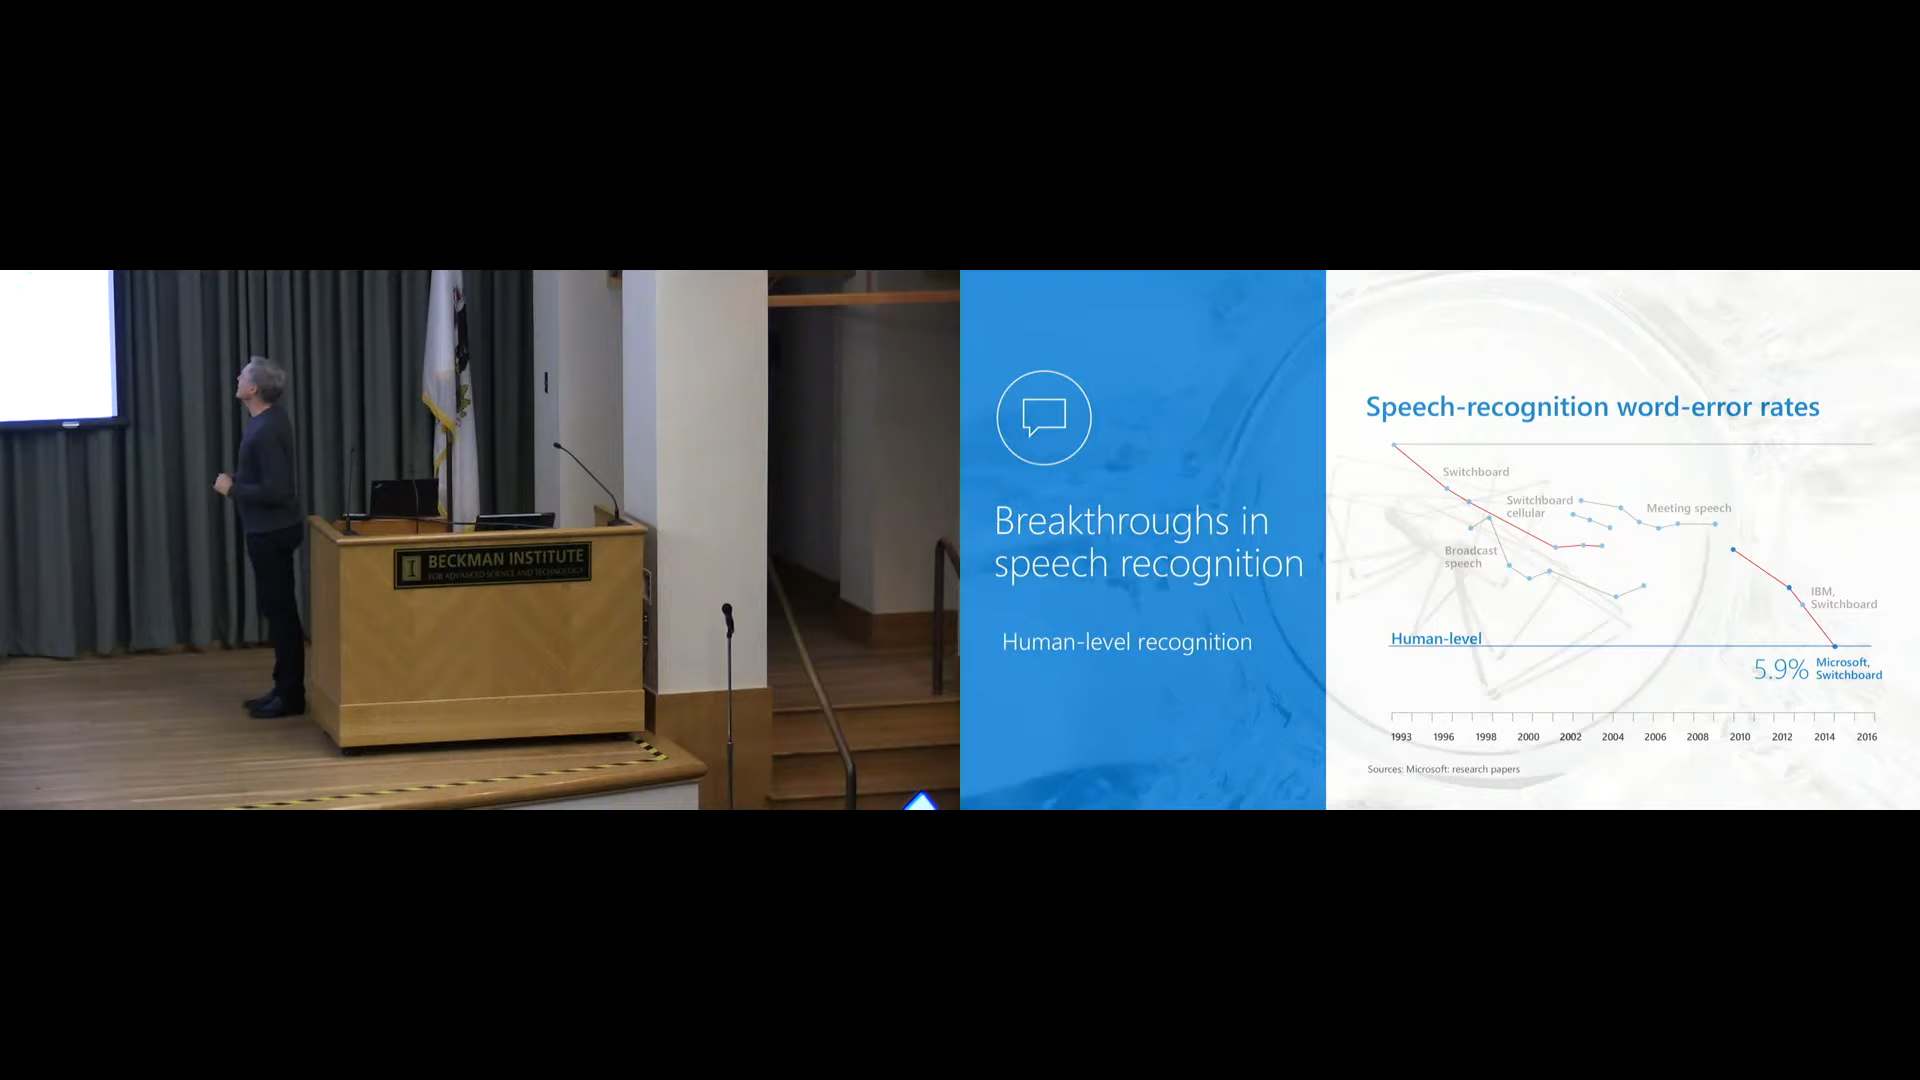 I
BECKMAN INSTITUTE
FOR ADVANCED SCIENCE AND TECHNOLOGY
Breakthroughs in
speech recognition
Human-level recognition
Speech-recognition word-error rates
Switchboard
Switchboard
cellular
Meeting speech
Broadcast
speech
IBM,
Switchboard
Human-level
5.9% Microsoft,
Switchboard
1993 1996 1998 2000 2002 2004 2006 2008 2010 2012 2014 2016
Sources: Microsoft: research papers